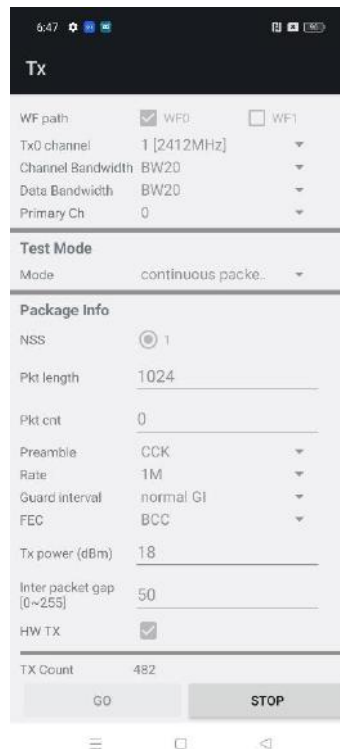 6:47
Tx
WF path WF0 WF1
Tx0 channel 1 [2412MHz]
Channel Bandwidth BW20
Data Bandwidth BW20
Primary Ch 0
Test Mode
Mode continuous packe..
Package Info
NSS 1
Pkt length 1024
Pkt cnt 0
Preamble CCK
Rate 1M
Guard interval normal GI
FEC BCC
Tx power (dBm) 18
Inter packet gap
[0~255] 50
HW TX
TX Count 482
GO STOP